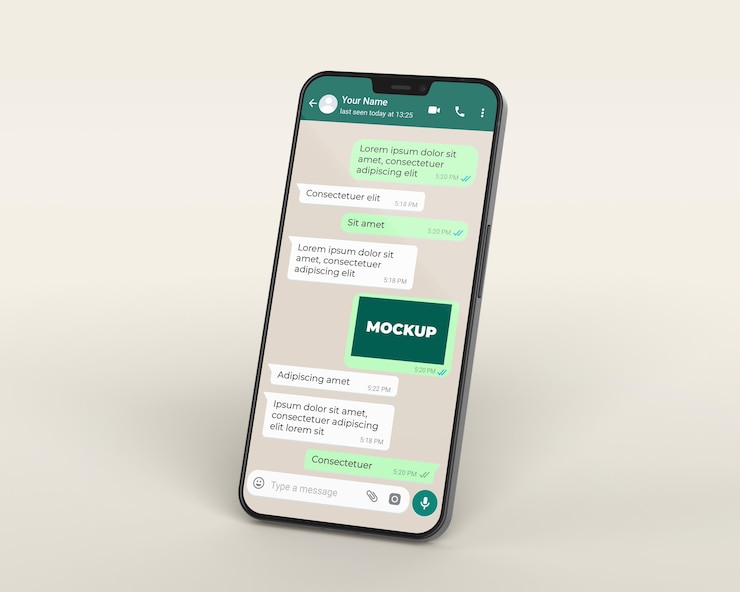 Your Name
last seen today at 13:25
Lorem ipsum dolor sit
amet, consectetuer
adipiscing elit
5:20 PM
Consectetuer elit
5:18 PM
Sit amet
5:20 PM
Lorem ipsum dolor sit
amet, consectetuer
adipiscing elit
5:18 PM
MOCKUP
5:20 PM
Adipiscing amet
5:22 PM
Ipsum dolor sit amet,
consectetuer adipiscing
elit lorem sit
5:18 PM
Consectetuer
5:20 PM
Type a message